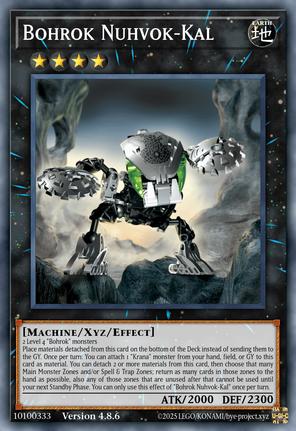 Bohrok Nuhvok-Kal
EARTH
地
[Machine/Xyz/Effect]
2 Level 4 "Bohrok" monsters
Place materials detached from this card on the bottom of the Deck instead of sending them to
the GY. Once per turn: You can attach 1 "Krana" monster from your hand, field, or GY to this
card as material. You can detach 2 or more materials from this card, then choose that many
Main Monster Zones and/or Spell & Trap Zones; return as many cards in those zones to the
hand as possible, also any of those zones that are unused after that cannot be used until
your next Standby Phase. You can only use this effect of "Bohrok Nuhvok-Kal" once per turn.
ATK/2000 DEF/2300
10100333 Version 4.8.6 ©2025 LEGO/KONAMI/bye-project.xyz